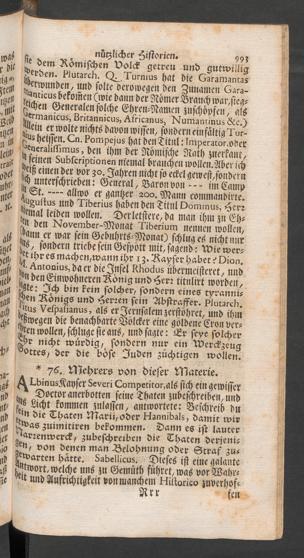 nützlicher Historien. 993
sie dem Römischen Volck getreu und gutwillig
werden. Plutarch. Q. Turnius hat die Garamantas
überwunden, und solte derowegen den Zunamen Gara-
manticus bekom̃en (wie dann der Römer Brauch war, sieg-
reichen Generalen solche Ehren-Namen zuschöpfen, als
Germanicus, Britannicus, Africanus, Numantinus &c.)
Allein er wolte nichts davon wissen, sondern einfältig Tur-
nius heissen. Cn. Pompejus hat den Titul: Imperator, oder
Generalissimus, den ihm der Römische Rath zuerkant,
in seinen Subscriptionen niemal brauchen wollen. Aber ich
weiß einen der vor 30. Jahren nicht so eckel gewest, sondern
sich unterschrieben: General, Baron von --- im Camp
zu St. ---- allwo er gantzer 200. Mann commandirte.
Augustus und Tiberius haben den Titul Dominus, Herr
niemal leiden wollen. Der letstere, da man ihm zu Eh-
ren den November-Monat Tiberium nennen wollen,
(dann er war sein Geburhts-Monat) schlug es nicht nur
aus, sondern triebe sein Gespött mit, sagend: Wie wer-
det ihr es machen, wann ihr 13. Kayser habet? Dion.
M. Antonius, da er die Insel Rhodus übermeistert, und
von den Einwohneren König und Herr tituliert worden,
sagte: Ich bin kein solcher, sondern eines tyranni-
schen Königs und Herren sein Abstraffer. Plutarch.
Titus Vespasianus, als er Jerusalem zerstöhret, und ihm
deßwegen die benachbarte Völcker eine goldene Cron ver-
ehren wollen, schluge sie aus, und sagte: Er seye solcher
Ehr nicht würdig, sondern nur ein Werckzeug
Gottes, der die böse Juden züchtigen wollen.
* 76. Mehrers von dieser Materie.
ALbinus Kayser Severi Competitor, als sich ein gewisser
Doctor anerbotten seine Thaten zubeschreiben, und
ans Liecht kommen zulassen, antwortete: Beschreib du
fein die Thaten Marii, oder Hannibals, damit wir
etwas zuimitiren bekommen. Dann es ist lauter
Narrenwerck, zubeschreiben die Thaten derjeni-
gen, von denen man Belohnung oder Straf zu-
gewarten hätte. Sabellicus. Dieses ist eine galante
Antwort, welche uns zu Gemüth führet, was vor Wahr-
heit und Aufrichtigkeit von manchem Historico zuverhof-
Rrr fen